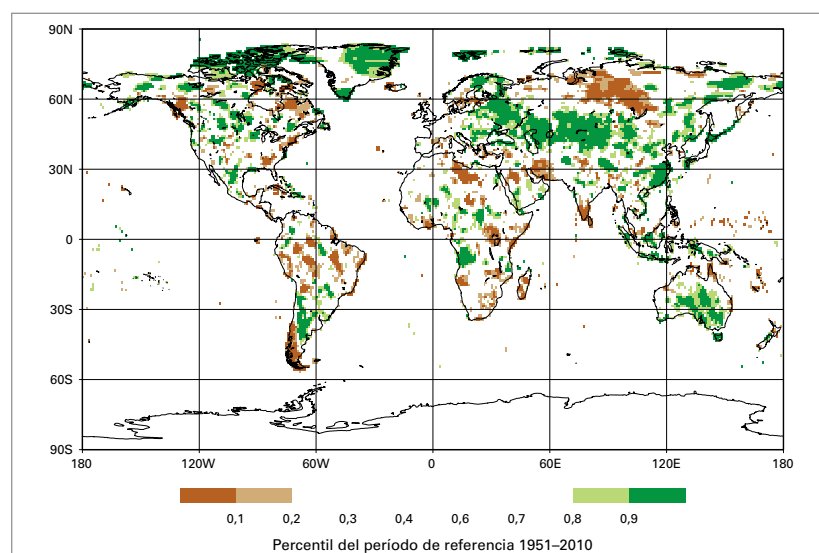 90N
60N
30N
0
30S
60S
90S
180 120W 60W 0 60E 120E 180
0,1 0,2 0,3 0,4 0,6 0,7 0,8 0,9
Percentil del período de referencia 1951–2010